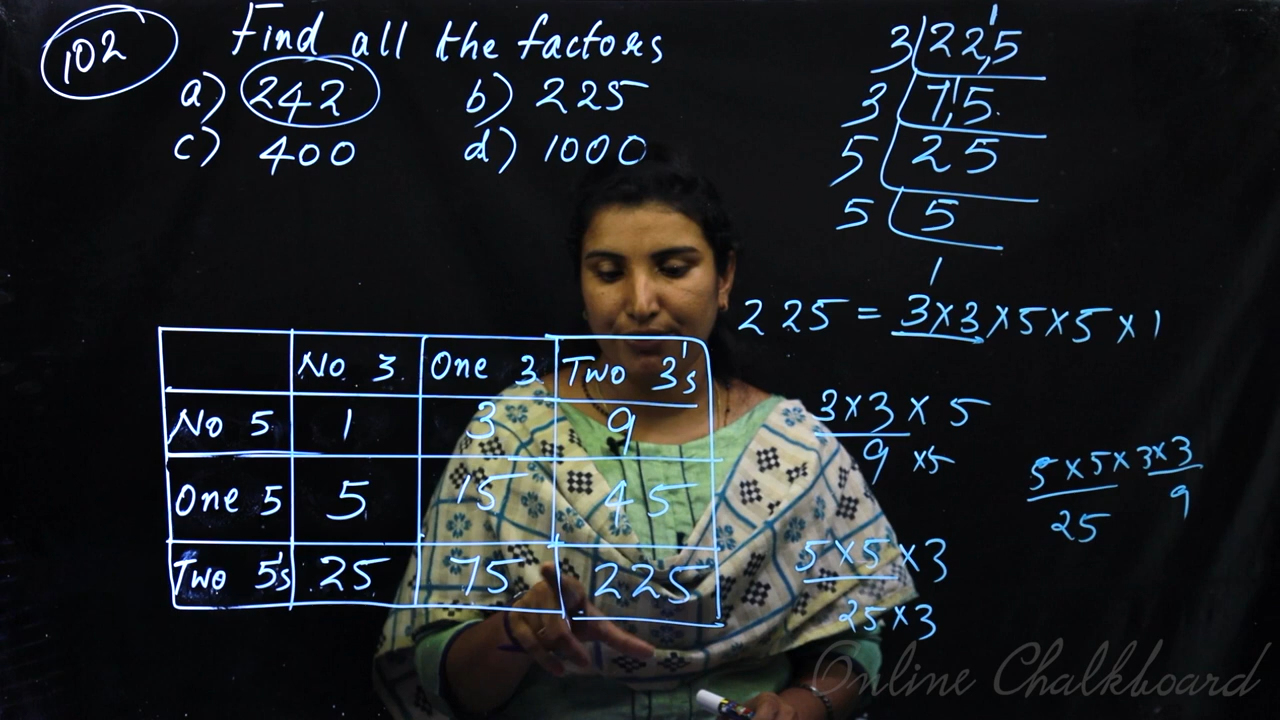 102
Find all the factors
a) 242 b) 225
c) 400 d) 1000
3 | 225
3 | 75
5 | 25
5 | 5
1
225 = 3×3×5×5×1
No 3 One 3 Two 3's
No 5 1 3 9
One 5 5 15 45
Two 5's 25 75 225
3×3 × 5
9 ×5
5×5×3×3
25 9
5×5×3
25×3
Online Chalkboard